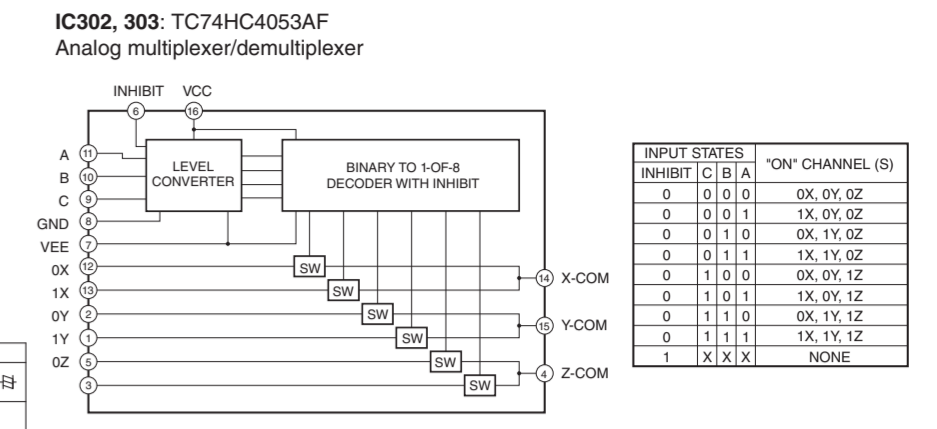 IC302, 303: TC74HC4053AF
Analog multiplexer/demultiplexer
INHIBIT VCC
6 16
A 11
B 10
C 9
GND 8
VEE 7
0X 12
1X 13
0Y 2
1Y 1
0Z 5
3
LEVEL
CONVERTER
BINARY TO 1-OF-8
DECODER WITH INHIBIT
SW
SW
SW
SW
SW
SW
14 X-COM
15 Y-COM
4 Z-COM
INPUT STATES "ON" CHANNEL (S)
INHIBIT C B A
0 0 0 0 0X, 0Y, 0Z
0 0 0 1 1X, 0Y, 0Z
0 0 1 0 0X, 1Y, 0Z
0 0 1 1 1X, 1Y, 0Z
0 1 0 0 0X, 0Y, 1Z
0 1 0 1 1X, 0Y, 1Z
0 1 1 0 0X, 1Y, 1Z
0 1 1 1 1X, 1Y, 1Z
1 X X X NONE